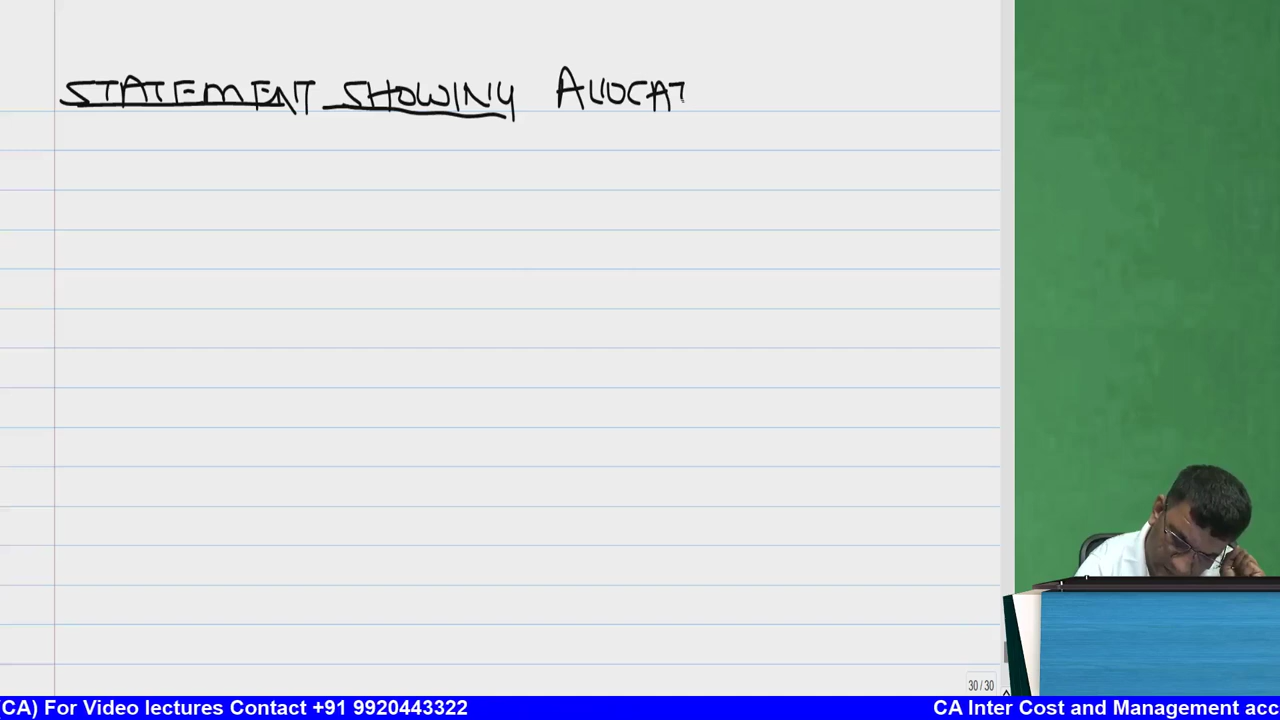 STATEMENT SHOWING ALLOCAT
30 / 30
(CA) For Video lectures Contact +91 9920443322 CA Inter Cost and Management acc